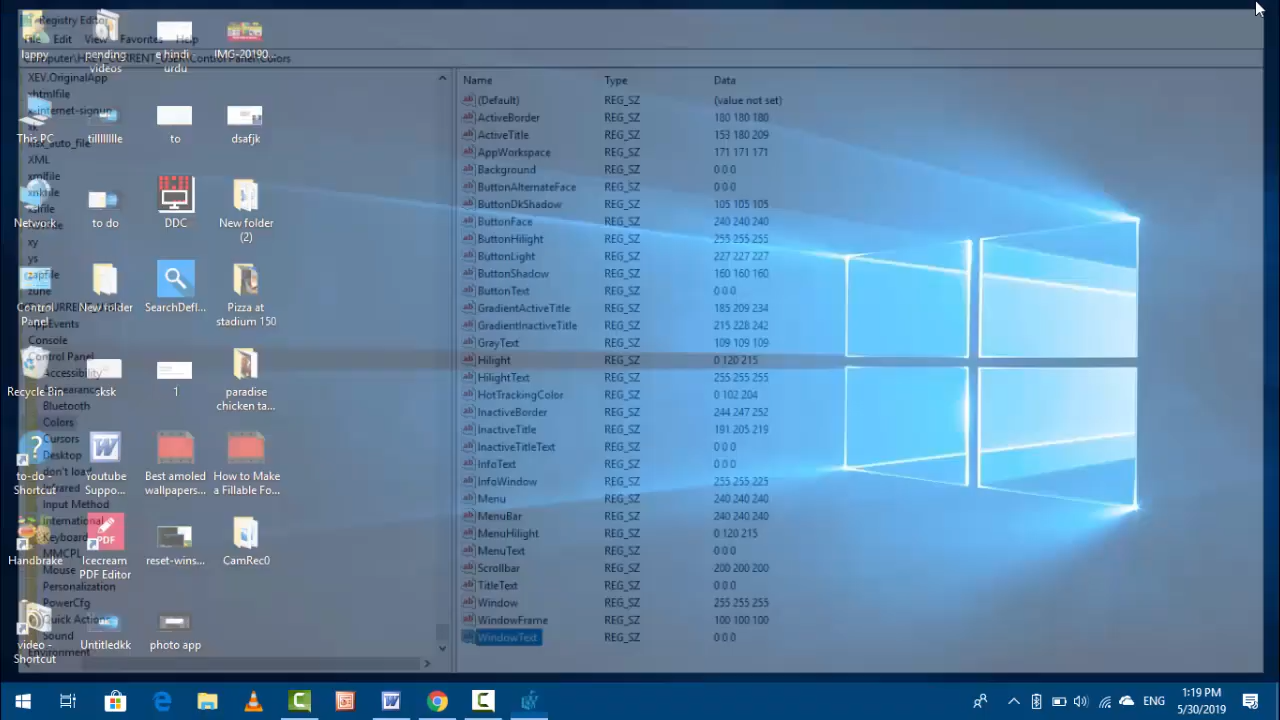 Registry Editor
File Edit View Favorites Help
Computer\HKEY_CURRENT_USER\Control Panel\Colors
XEV.OriginalApp
xhtmlfile
x-internet-signup
xlsx_auto_file
XML
xmlfile
xnkfile
xslfile
xy
ys
zapfile
zune
HKEY_CURRENT_USER
AppEvents
Console
Control Panel
Accessibility
Appearance
Bluetooth
Colors
Cursors
Desktop
don't load
Infrared
Input Method
International
Keyboard
MMCPL
Mouse
Personalization
PowerCfg
Quick Actions
Sound
Environment
Name Type Data
(Default) REG_SZ (value not set)
ActiveBorder REG_SZ 180 180 180
ActiveTitle REG_SZ 153 180 209
AppWorkspace REG_SZ 171 171 171
Background REG_SZ 0 0 0
ButtonAlternateFace REG_SZ 0 0 0
ButtonDkShadow REG_SZ 105 105 105
ButtonFace REG_SZ 240 240 240
ButtonHilight REG_SZ 255 255 255
ButtonLight REG_SZ 227 227 227
ButtonShadow REG_SZ 160 160 160
ButtonText REG_SZ 0 0 0
GradientActiveTitle REG_SZ 185 209 234
GradientInactiveTitle REG_SZ 215 228 242
GrayText REG_SZ 109 109 109
Hilight REG_SZ 0 120 215
HilightText REG_SZ 255 255 255
HotTrackingColor REG_SZ 0 102 204
InactiveBorder REG_SZ 244 247 252
InactiveTitle REG_SZ 191 205 219
InactiveTitleText REG_SZ 0 0 0
InfoText REG_SZ 0 0 0
InfoWindow REG_SZ 255 255 225
Menu REG_SZ 240 240 240
MenuBar REG_SZ 240 240 240
MenuHilight REG_SZ 0 120 215
MenuText REG_SZ 0 0 0
Scrollbar REG_SZ 200 200 200
TitleText REG_SZ 0 0 0
Window REG_SZ 255 255 255
WindowFrame REG_SZ 100 100 100
WindowText REG_SZ 0 0 0
lappy
pending
videos
e hindi
urdu
IMG-20190...
This PC
tillllllllle
to
dsafjk
Network
to do
DDC
New folder
(2)
Control
Panel
New folder
SearchDefl...
Pizza at
stadium 150
Recycle Bin
sksk
1
paradise
chicken ta...
to-do -
Shortcut
Youtube
Suppo...
Best amoled
wallpapers...
How to Make
a Fillable Fo...
Handbrake
PDF
Icecream
PDF Editor
reset-wins...
CamRec0
video -
Shortcut
Untitledkk
photo app
ENG
1:19 PM
5/30/2019